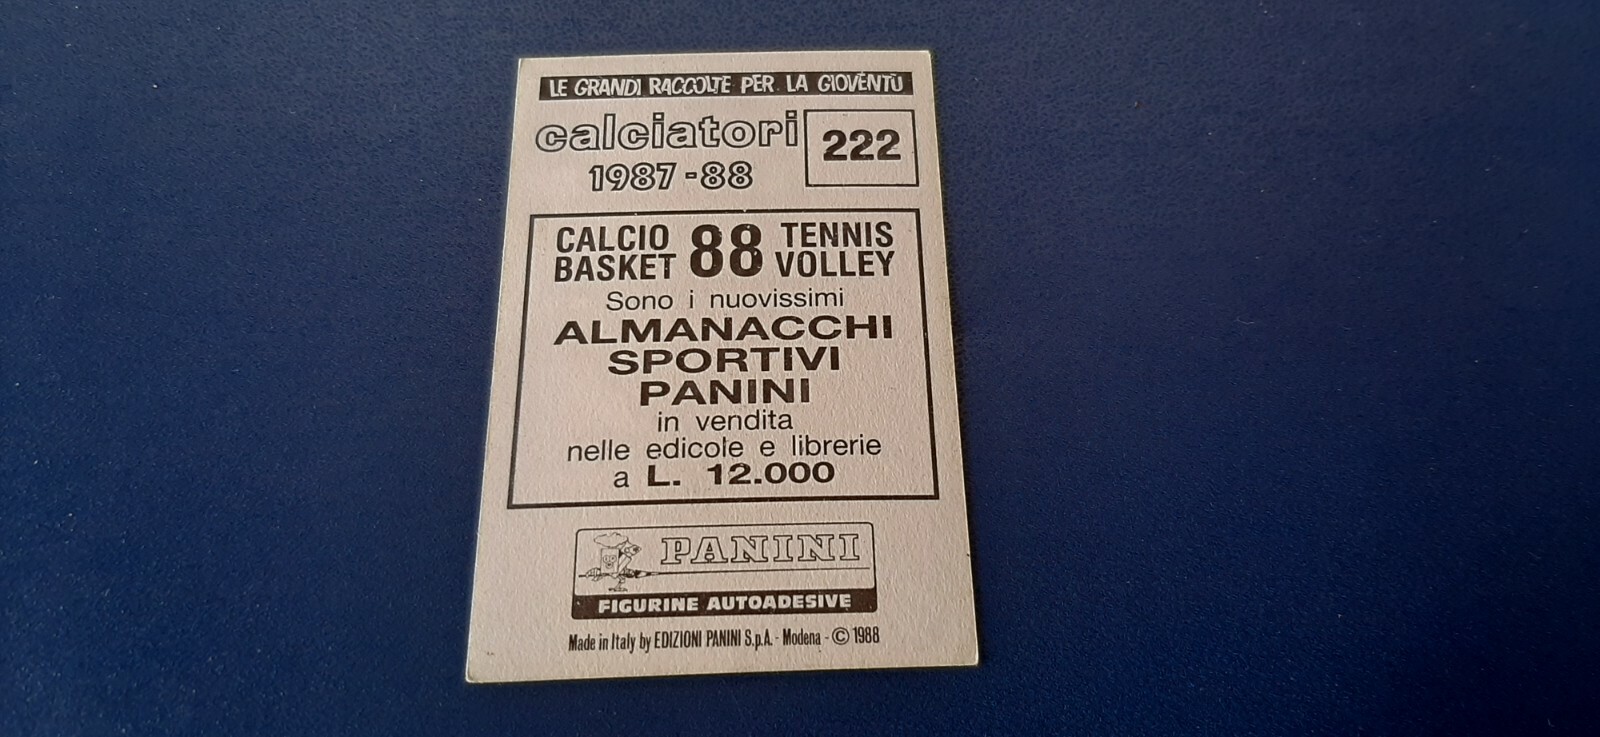 LE GRANDI RACCOLTE PER LA GIOVENTÙ
calciatori
1987-88
222
CALCIO 88 TENNIS
BASKET VOLLEY
Sono i nuovissimi
ALMANACCHI
SPORTIVI
PANINI
in vendita
nelle edicole e librerie
a L. 12.000
PANINI
FIGURINE AUTOADESIVE
Made in Italy by EDIZIONI PANINI S.p.A. - Modena - © 1988